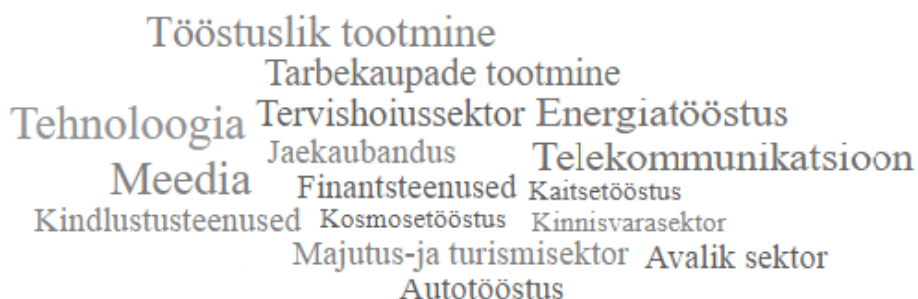 Tööstuslik tootmine
Tarbekaupade tootmine
Tehnoloogia Tervishoiussektor Energiatööstus
Jaekaubandus Telekommunikatsioon
Meedia Finantsteenused Kaitsetööstus
Kindlustusteenused Kosmosetööstus Kinnisvarasektor
Majutus-ja turismisektor Avalik sektor
Autotööstus